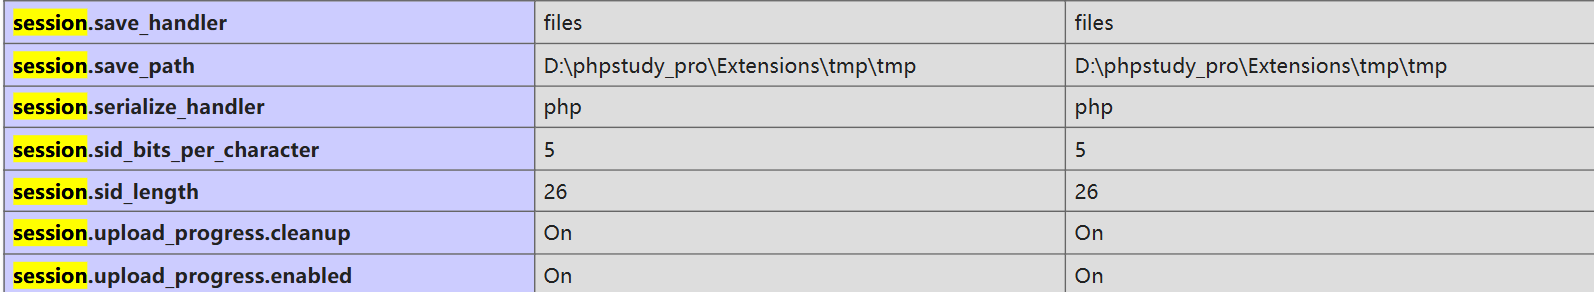 session.save_handler files files
session.save_path D:\phpstudy_pro\Extensions\tmp\tmp D:\phpstudy_pro\Extensions\tmp\tmp
session.serialize_handler php php
session.sid_bits_per_character 5 5
session.sid_length 26 26
session.upload_progress.cleanup On On
session.upload_progress.enabled On On